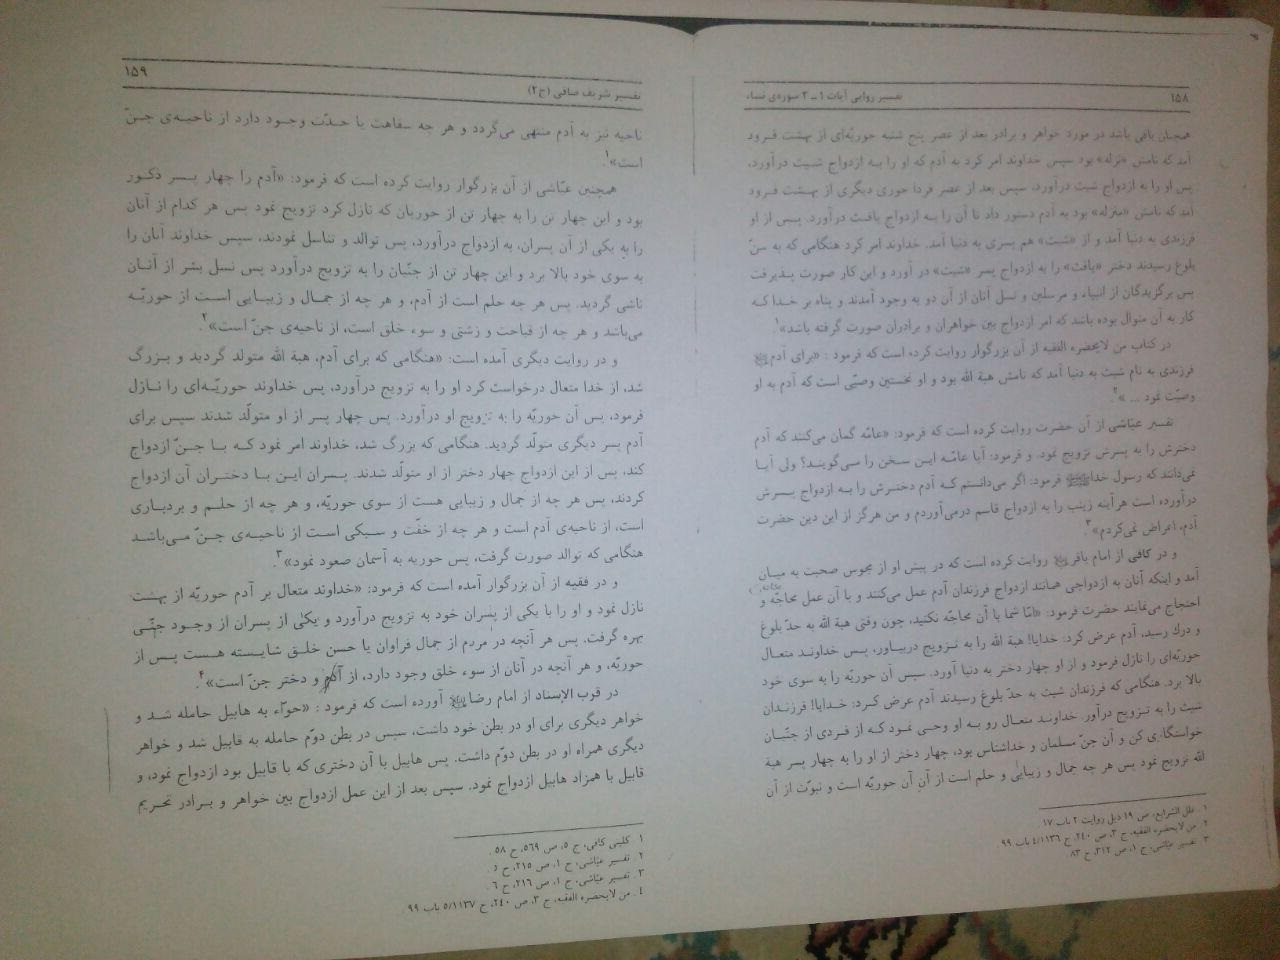 ۱۵۸
تفسیر روایی آیات ۱ ـ ۳ سوره‌ی نساء
همچنان باقی باشد در مورد خواهر و برادر بعد از عصر پنج شنبه حوریّه‌ای از بهشت فرود
آمد که نامش «نزله» بود سپس خداوند امر کرد به آدم که او را به ازدواج شیث درآورد،
پس او را به ازدواج شیث درآورد، سپس بعد از عصر فردا حوری دیگری از بهشت فرود
آمد که نامش «منزله» بود به آدم دستور داد تا آن را به ازدواج یافث درآورد. پس از او
فرزندی به دنیا آمد و از «شیث» هم پسری به دنیا آمد. خداوند امر کرد هنگامی که به سنّ
بلوغ رسیدند دختر «یافث» را به ازدواج پسر «شیث» در آورد و این کار صورت پذیرفت
پس برگزیدگان از انبیاء و مرسلین و نسل آنان از آن دو به وجود آمدند و پناه بر خدا که
کار به آن منوال بوده باشد که امر ازدواج بین خواهران و برادران صورت گرفته باشد»۱.
در کتاب من لایحضره الفقیه از آن بزرگوار روایت کرده است که فرمود : «برای آدم
فرزندی به نام شیث به دنیا آمد که نامش هبة الله بود و او نخستین وصیّی است که آدم به او
وصیّت نمود ... »۲.
تفسیر عیّاشی از آن حضرت روایت کرده است که فرمود: «عامّه گمان می‌کنند که آدم
دخترش را به پسرش تزویج نمود. و فرمود: آیا عامّه این سخن را می‌گویند؟ ولی آیا
نمی‌دانند که رسول خدا فرمود: اگر می‌دانستم که آدم دخترش را به ازدواج پسرش
درآورده است هرآینه زینب را به ازدواج قاسم درمی‌آوردم و من هرگز از این دین حضرت
آدم، اعراض نمی‌کردم»۳.
و در کافی از امام باقر روایت کرده است که در پیش او از مجوس صحبت به میان
آمد و اینکه آنان به ازدواجی همانند ازدواج فرزندان آدم عمل می‌کنند و با آن عمل محاجّه و
احتجاج می‌نمایند حضرت فرمود: «امّا شما با آن محاجّه نکنید، چون وقتی هبة الله به حدّ بلوغ
و درك رسید، آدم عرض کرد: خدایا! هبة الله را به تزویج دربیاور، پس خداوند متعال
حوریّه‌ای را نازل فرمود و از او چهار دختر به دنیا آورد. سپس آن حوریّه را به سوی خود
بالا برد. هنگامی که فرزندان شیث به حدّ بلوغ رسیدند آدم عرض کرد: خدایا! فرزندان
شیث را به تزویج درآور. خداوند متعال رو به او وحی نمود که از فردی از جنّیان
خواستگاری کن و آن جنّ مسلمان و خداشناس بود، چهار دختر از او را به چهار پسر هبة
الله تزویج نمود پس هر چه جمال و زیبایی و حلم است از آنِ آن حوریّه است و نبوّت از آن
۱. علل الشرایع، ص ۱۹ ذیل روایت ۲ باب ۱۷.
۲. من لایحضره الفقیه، ج ۳، ص ۲۴۰، ح ۴/۱۱۳۶ باب ۹۹.
۳. تفسیر عیّاشی، ج ۱، ص ۳۱۲، ح ۸۳.
تفسیر شریف صافی (ج۲)
۱۵۹
ناحیه نیز به آدم منتهی می‌گردد و هر چه سفاهت یا حدّت وجود دارد از ناحیه‌ی جنّ
است»۱.
همچنین عیّاشی از آن بزرگوار روایت کرده است که فرمود: «آدم را چهار پسر ذکور
بود و این چهار تن را به چهار تن از حوریان که نازل کرد تزویج نمود پس هر کدام از آنان
را به یکی از آن پسران، به ازدواج درآورد، پس توالد و تناسل نمودند، سپس خداوند آنان را
به سوی خود بالا برد و این چهار تن از جنّیان را به تزویج درآورد پس نسل بشر از آنان
ناشی گردید. پس هر چه حلم است از آدم، و هر چه از جمال و زیبایی است از حوریّه
می‌باشد و هر چه از قباحت و زشتی و سوء خلق است، از ناحیه‌ی جنّ است»۲.
و در روایت دیگری آمده است: «هنگامی که برای آدم، هبة الله متولد گردید و بزرگ
شد، از خدا متعال درخواست کرد او را به تزویج درآورد، پس خداوند حوریّه‌ای را نازل
فرمود، پس آن حوریّه را به تزویج او درآورد. پس چهار پسر از او متولّد شدند سپس برای
آدم پسر دیگری متولّد گردید. هنگامی که بزرگ شد، خداوند امر نمود که با جنّ ازدواج
کند، پس از این ازدواج چهار دختر از او متولّد شدند. پسران این با دختران آن ازدواج
کردند، پس هر چه از جمال و زیبایی هست از سوی حوریّه، و هر چه از حلم و بردباری
است، از ناحیه‌ی آدم است و هر چه از خفّت و سبکی است از ناحیه‌ی جنّ می‌باشد
هنگامی که توالد صورت گرفت، پس حوریه به آسمان صعود نمود»۳.
و در فقیه از آن بزرگوار آمده است که فرمود: «خداوند متعال بر آدم حوریّه از بهشت
نازل نمود و او را با یکی از پسران خود به تزویج درآورد و یکی از پسران از وجود جنّی
بهره گرفت. پس هر آنچه در مردم از جمال فراوان یا حسن خلق شایسته هست پس از
حوریّه، و هر آنچه در آنان از سوء خلق وجود دارد، از آدم و دختر جنّ است»۴.
در قرب الإسناد از امام رضا آورده است که فرمود : «حوّاء به هابیل حامله شد و
خواهر دیگری برای او در بطن خود داشت، سپس در بطن دوّم حامله به قابیل شد و خواهر
دیگری همراه او در بطن دوّم داشت. پس هابیل با آن دختری که با قابیل بود ازدواج نمود، و
قابیل با همزاد هابیل ازدواج نمود. سپس بعد از این عمل ازدواج بین خواهر و برادر تحریم
۱. کلینی کافی، ج ۵، ص ۵۶۹، ح ۵۸.
۲. تفسیر عیّاشی، ج ۱، ص ۲۱۵، ح ۵.
۳. تفسیر عیّاشی، ج ۱، ص ۲۱۶، ح ۶.
۴. من لایحضره الفقیه، ج ۳، ص ۲۴۰، ح ۵/۱۱۳۷ باب ۹۹.